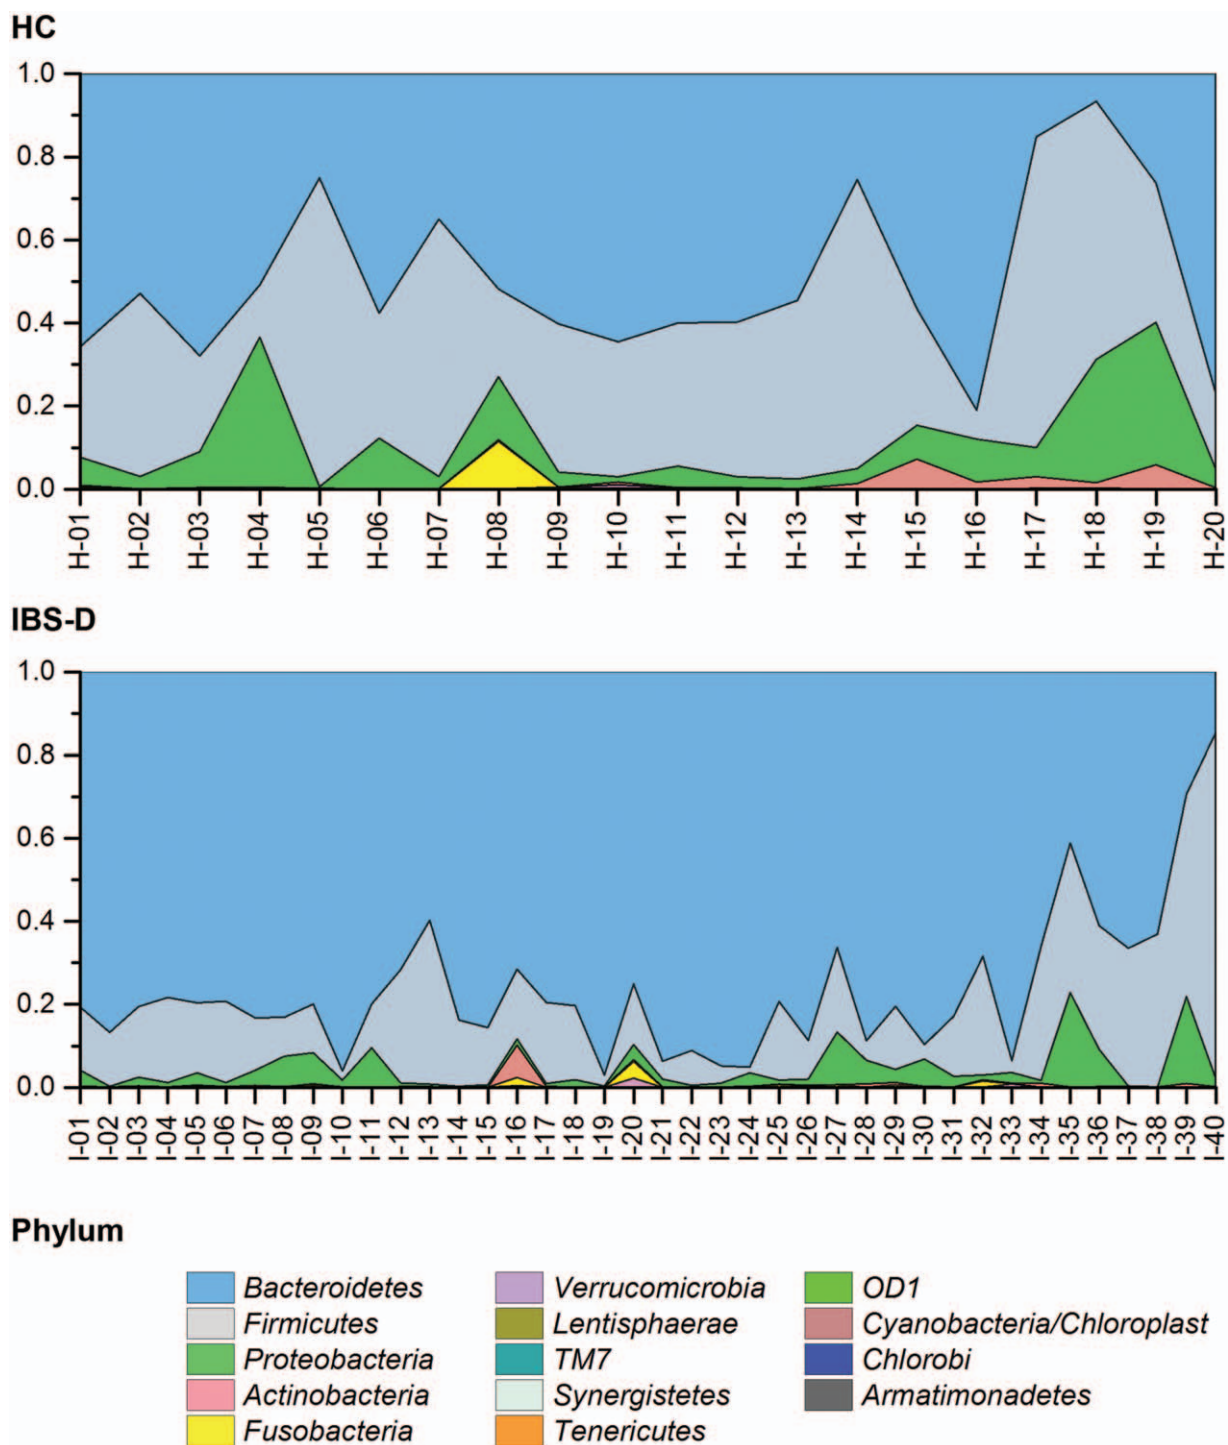 HC
1.0
0.8
0.6
0.4
0.2
0.0
H-01 H-02 H-03 H-04 H-05 H-06 H-07 H-08 H-09 H-10 H-11 H-12 H-13 H-14 H-15 H-16 H-17 H-18 H-19 H-20
IBS-D
1.0
0.8
0.6
0.4
0.2
0.0
I-01 I-02 I-03 I-04 I-05 I-06 I-07 I-08 I-09 I-10 I-11 I-12 I-13 I-14 I-15 I-16 I-17 I-18 I-19 I-20 I-21 I-22 I-23 I-24 I-25 I-26 I-27 I-28 I-29 I-30 I-31 I-32 I-33 I-34 I-35 I-36 I-37 I-38 I-39 I-40
Phylum
Bacteroidetes
Firmicutes
Proteobacteria
Actinobacteria
Fusobacteria
Verrucomicrobia
Lentisphaerae
TM7
Synergistetes
Tenericutes
OD1
Cyanobacteria/Chloroplast
Chlorobi
Armatimonadetes